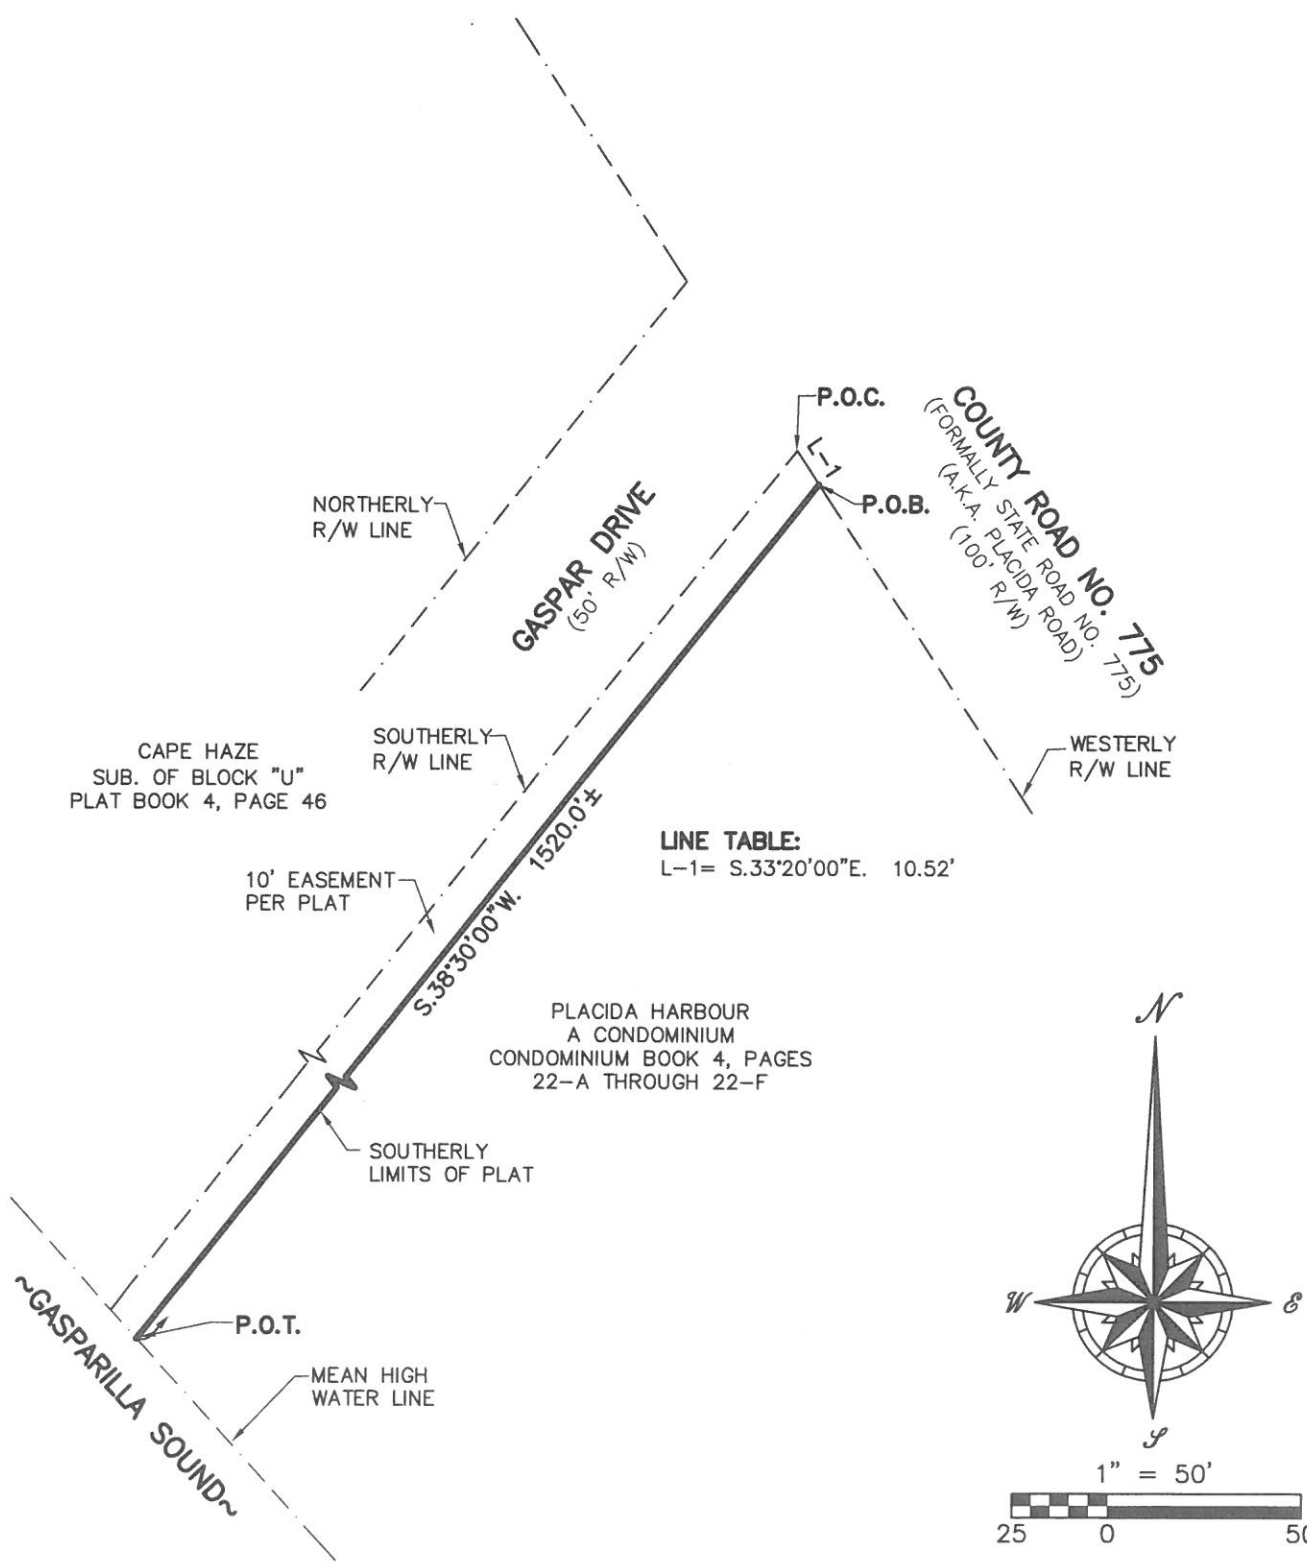 P.O.C.
L-1
P.O.B.
COUNTY ROAD NO. 775
(FORMALLY STATE ROAD NO. 775)
(A.K.A. PLACIDA ROAD)
(100' R/W)
NORTHERLY
R/W LINE
GASPAR DRIVE
(50' R/W)
SOUTHERLY
R/W LINE
WESTERLY
R/W LINE
CAPE HAZE
SUB. OF BLOCK "U"
PLAT BOOK 4, PAGE 46
LINE TABLE:
L-1= S.33°20'00"E. 10.52'
10' EASEMENT
PER PLAT
S.38°30'00"W. 1520.0'±
PLACIDA HARBOUR
A CONDOMINIUM
CONDOMINIUM BOOK 4, PAGES
22-A THROUGH 22-F
SOUTHERLY
LIMITS OF PLAT
P.O.T.
~GASPARILLA SOUND~
MEAN HIGH
WATER LINE
N
W
E
S
1" = 50'
25 0 50